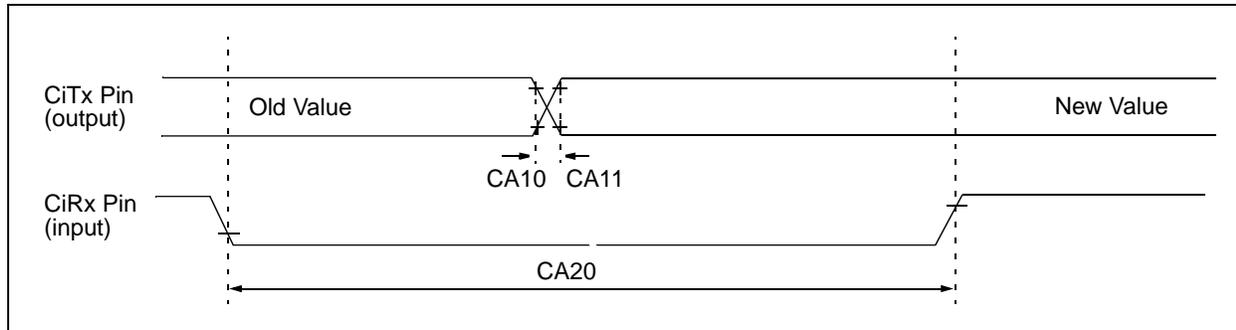 CiTx Pin
(output)
Old Value
New Value
CA10 CA11
CiRx Pin
(input)
CA20